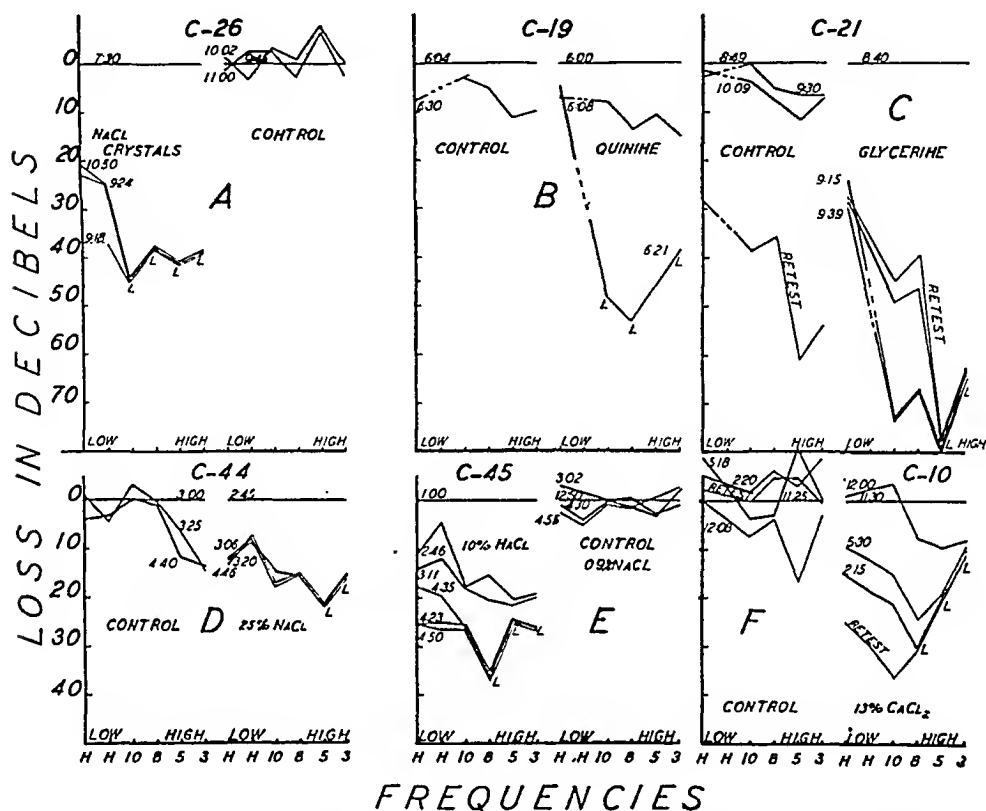 C-26 C-19 C-21
0 7:30 10.02 11.00 6.04 6.00 8.49 8.40
6.30 6.08 10.09 9.30
10 C
NACL CRYSTALS CONTROL CONTROL QUININE CONTROL GLYCERINE
20
10.50 9.24 A B 9.15
30 9.39
9.18 6.21 RETEST RETEST
40
L L L L L
50
L L
60
70
L L
LOW HIGH LOW HIGH LOW HIGH LOW HIGH LOW HIGH LOW HIGH
C-44 C-45 C-10
0 3.00 2.45 1.00 3.02 12.50 1.30 4.56 5.18 RETEST 2.20 11.25 12.00 11.30
10 3.25 4.40 4.46 3.06 3.20 2.46 10% NACL CONTROL 0.9% NACL 12.08 5.30
20 3.11 4.35 2.15
CONTROL D 25% NACL L L E F RETEST L
30 4.23 4.50 L L
40 CONTROL 13% CACL2
LOW HIGH LOW HIGH LOW HIGH LOW HIGH LOW HIGH LOW HIGH
H H 10 8 5 3 H H 10 8 5 3 H H 10 8 5 3 H H 10 8 5 3 H H 10 8 5 3 H H 10 8 5 3
LOSS IN DECIBELS
FREQUENCIES